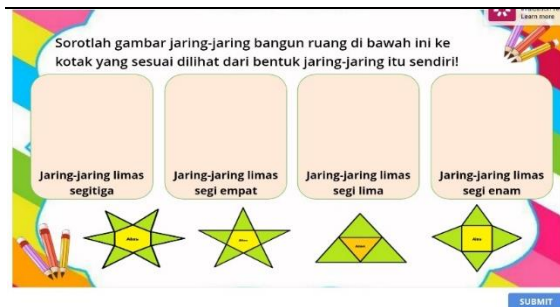 Learn more
Sorotlah gambar jaring-jaring bangun ruang di bawah ini ke
kotak yang sesuai dilihat dari bentuk jaring-jaring itu sendiri!
Jaring-jaring limas
segitiga
Jaring-jaring limas
segi empat
Jaring-jaring limas
segi lima
Jaring-jaring limas
segi enam
SUBMIT